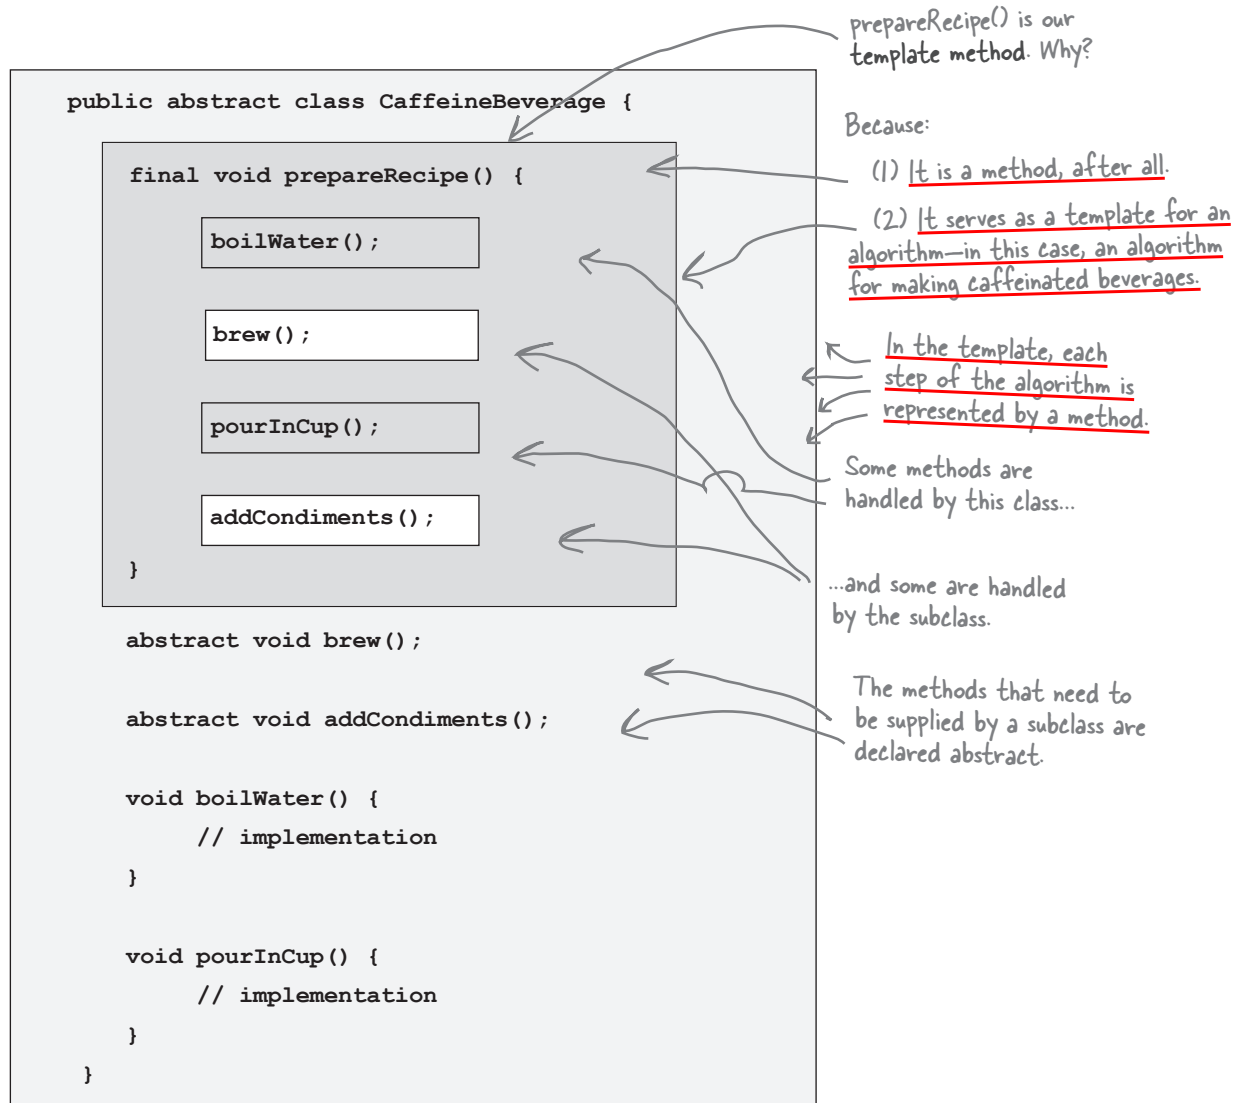 prepareRecipe() is our
template method. Why?
public abstract class CaffeineBeverage {
Because:
final void prepareRecipe() {
(1) It is a method, after all.
(2) It serves as a template for an
algorithm—in this case, an algorithm
for making caffeinated beverages.
boilWater();
brew();
In the template, each
step of the algorithm is
represented by a method.
pourInCup();
Some methods are
handled by this class...
addCondiments();
}
...and some are handled
by the subclass.
abstract void brew();
The methods that need to
be supplied by a subclass are
declared abstract.
abstract void addCondiments();
void boilWater() {
// implementation
}
void pourInCup() {
// implementation
}
}